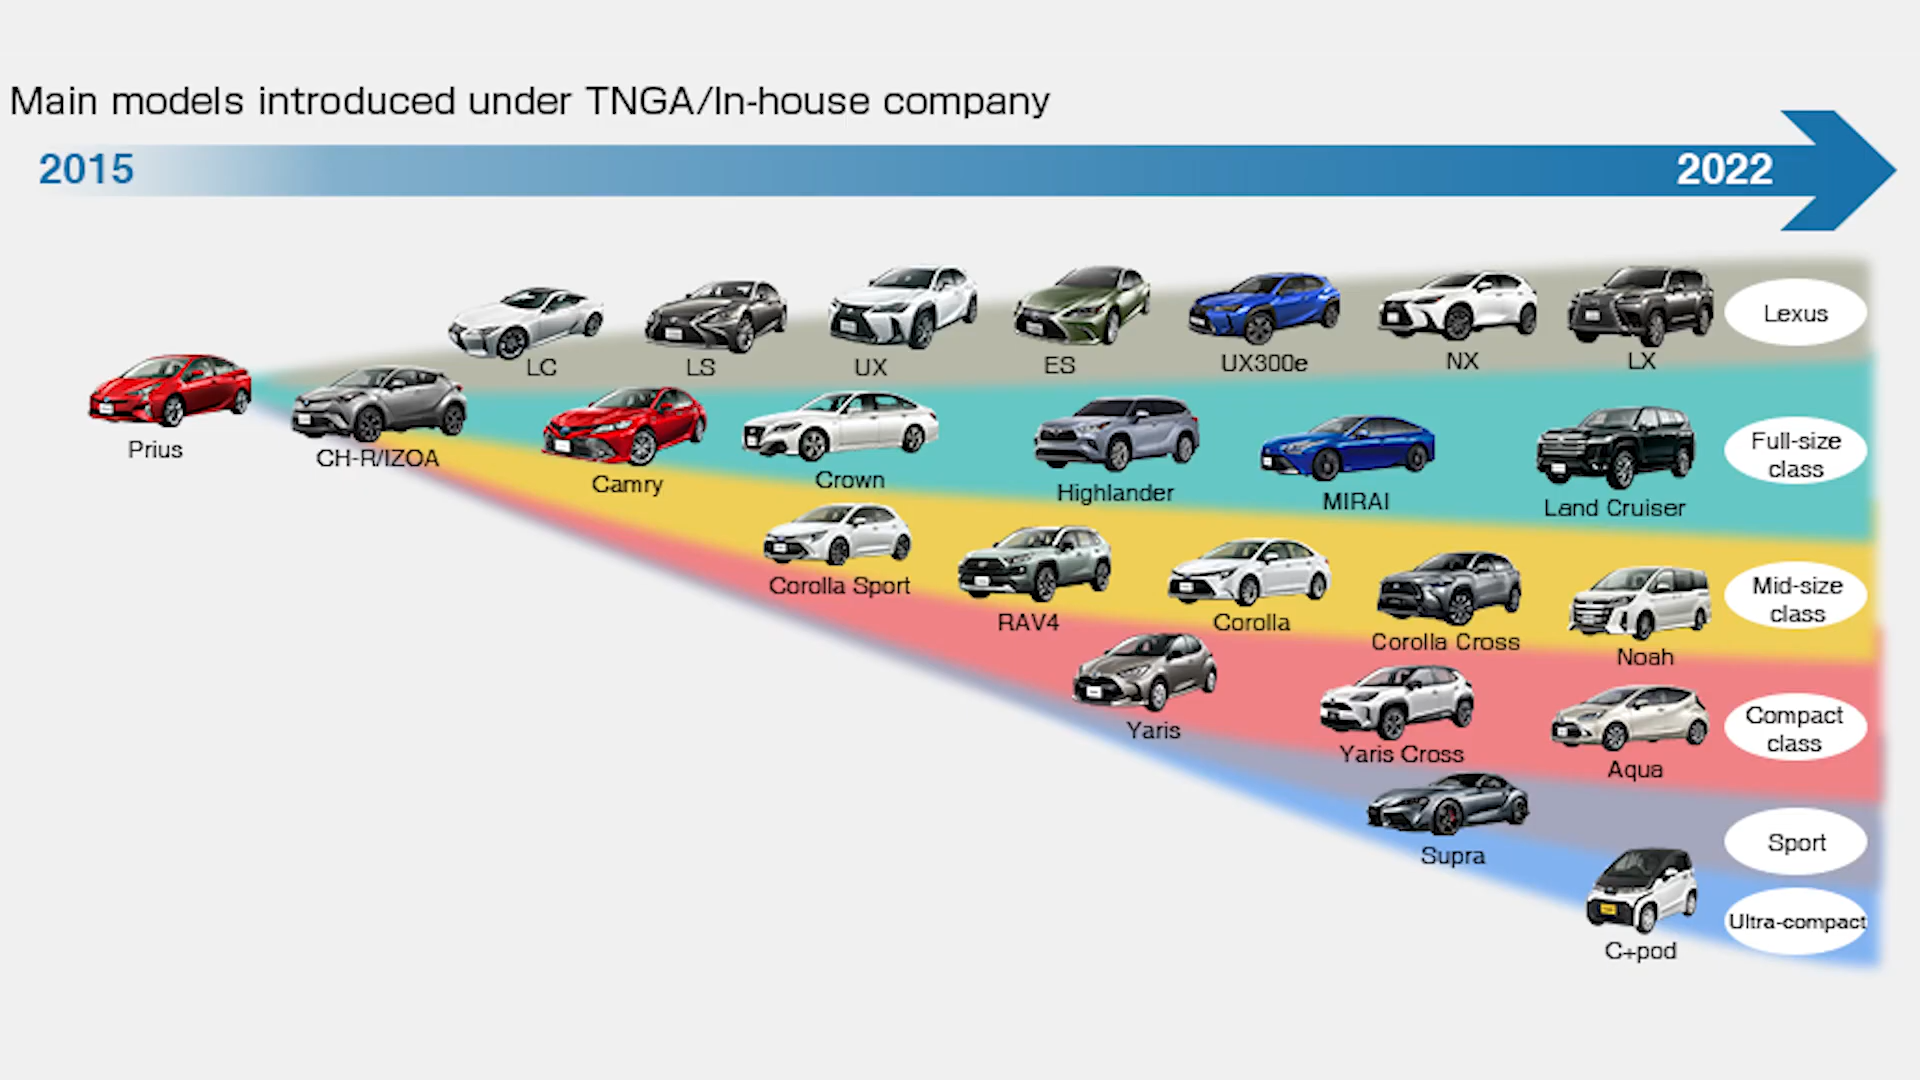 Main models introduced under TNGA/In-house company
2015
2022
LC
LS
UX
ES
UX300e
NX
LX
Lexus
Prius
CH-R/IZOA
Camry
Crown
Highlander
MIRAI
Land Cruiser
Full-size
class
Corolla Sport
RAV4
Corolla
Corolla Cross
Noah
Mid-size
class
Yaris
Yaris Cross
Aqua
Compact
class
Supra
Sport
C+pod
Ultra-compact